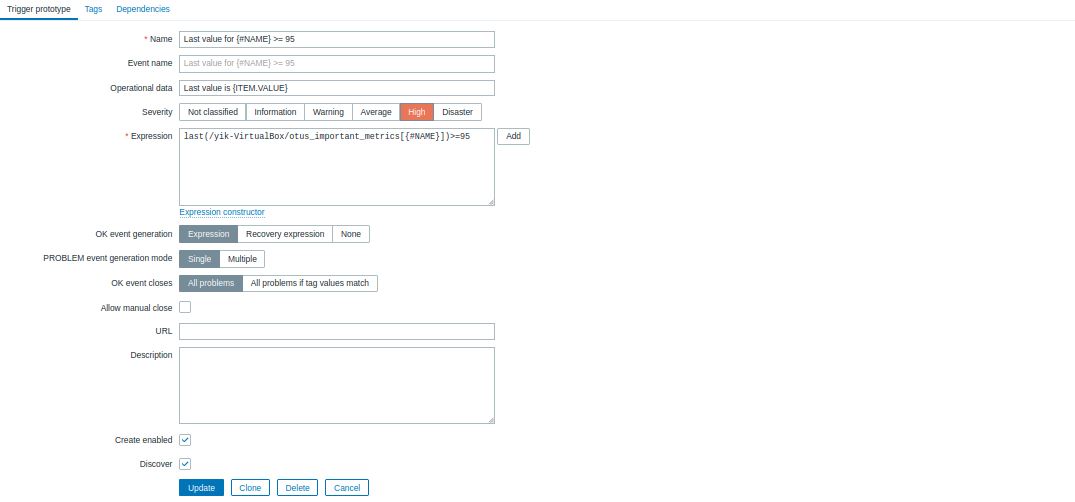 Trigger prototype Tags Dependencies
* Name Last value for {#NAME} >= 95
Event name Last value for {#NAME} >= 95
Operational data Last value is {ITEM.VALUE}
Severity Not classified Information Warning Average High Disaster
* Expression last(/yik-VirtualBox/otus_important_metrics[{#NAME}])>=95 Add
Expression constructor
OK event generation Expression Recovery expression None
PROBLEM event generation mode Single Multiple
OK event closes All problems All problems if tag values match
Allow manual close
URL
Description
Create enabled
Discover
Update Clone Delete Cancel